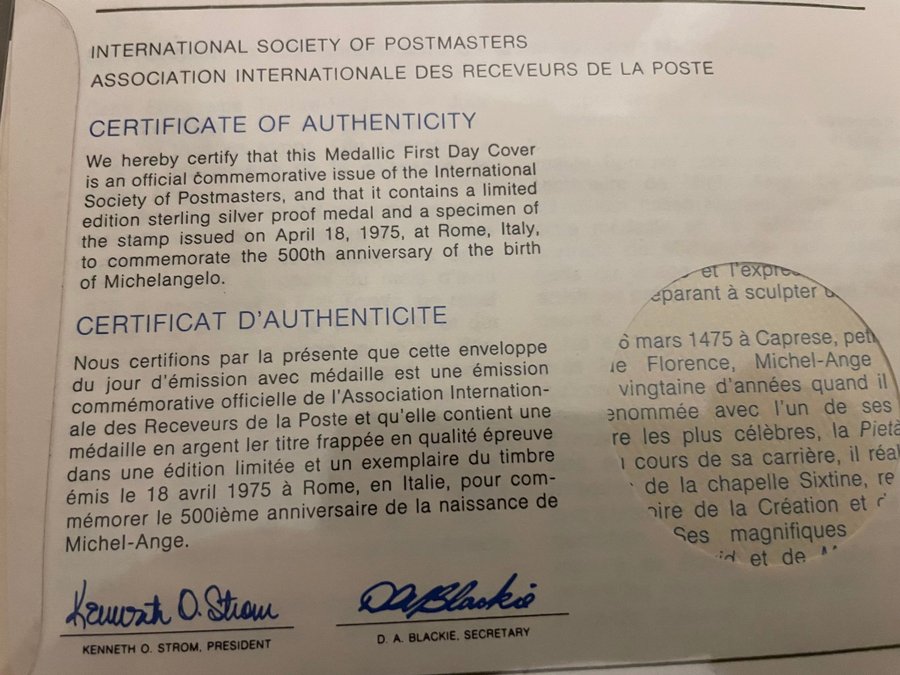 INTERNATIONAL SOCIETY OF POSTMASTERS
ASSOCIATION INTERNATIONALE DES RECEVEURS DE LA POSTE
CERTIFICATE OF AUTHENTICITY
We hereby certify that this Medallic First Day Cover
is an official commemorative issue of the International
Society of Postmasters, and that it contains a limited
edition sterling silver proof medal and a specimen of
the stamp issued on April 18, 1975, at Rome, Italy,
to commemorate the 500th anniversary of the birth
of Michelangelo.
CERTIFICAT D'AUTHENTICITE
Nous certifions par la présente que cette enveloppe
du jour d'émission avec médaille est une émission
commémorative officielle de l'Association Internation-
ale des Receveurs de la Poste et qu'elle contient une
médaille en argent ler titre frappée en qualité épreuve
dans une édition limitée et un exemplaire du timbre
émis le 18 avril 1975 à Rome, en Italie, pour com-
mémorer le 500ième anniversaire de la naissance de
Michel-Ange.
Kenneth O. Strom
KENNETH O. STROM, PRESIDENT
DA Blackie
D. A. BLACKIE, SECRETARY
et l'expre
éparant à sculpter
6 mars 1475 à Caprese, peti
Florence, Michel-Ange
vingtaine d'années quand il
enommée avec l'un de ses
re les plus célèbres, la Pietà
cours de sa carrière, il réal
de la chapelle Sixtine, re
oire de la Création et d
Ses magnifiques
id et de M